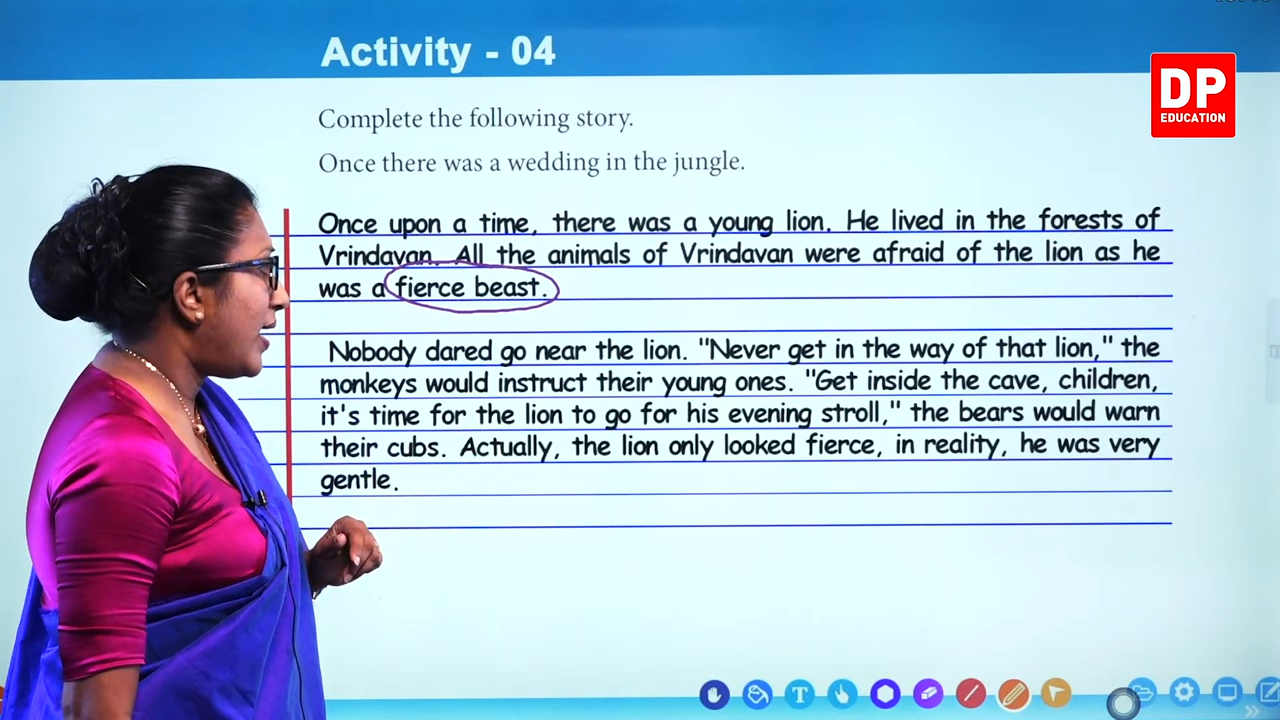 Activity - 04
DP
EDUCATION
Complete the following story.
Once there was a wedding in the jungle.
Once upon a time, there was a young lion. He lived in the forests of
Vrindavan. All the animals of Vrindavan were afraid of the lion as he
was a fierce beast.
Nobody dared go near the lion. "Never get in the way of that lion," the
monkeys would instruct their young ones. "Get inside the cave, children,
it's time for the lion to go for his evening stroll," the bears would warn
their cubs. Actually, the lion only looked fierce, in reality, he was very
gentle.
T